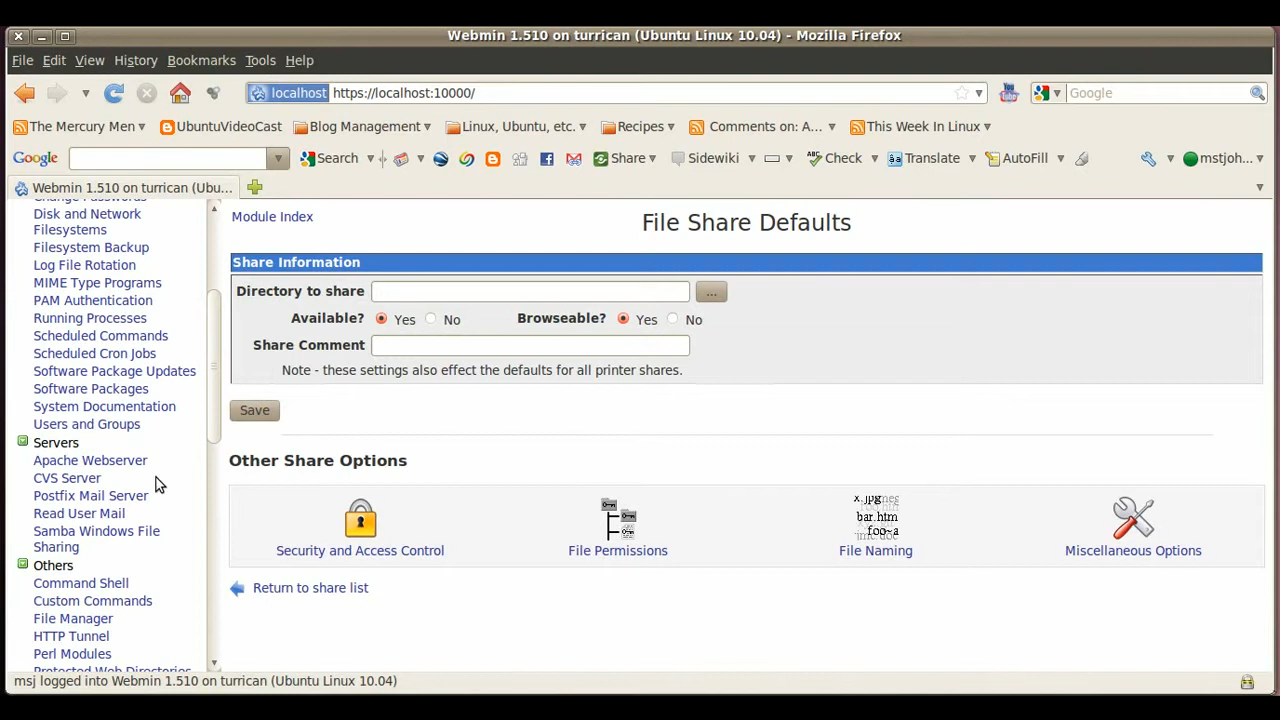 Webmin 1.510 on turrican (Ubuntu Linux 10.04) - Mozilla Firefox
File Edit View History Bookmarks Tools Help
localhost https://localhost:10000/
Google
The Mercury Men UbuntuVideoCast Blog Management Linux, Ubuntu, etc. Recipes Comments on: A... This Week In Linux
Google Search Share Sidewiki Check Translate AutoFill mstjoh...
Webmin 1.510 on turrican (Ubu...
Change Passwords
Disk and Network
Filesystems
Filesystem Backup
Log File Rotation
MIME Type Programs
PAM Authentication
Running Processes
Scheduled Commands
Scheduled Cron Jobs
Software Package Updates
Software Packages
System Documentation
Users and Groups
Servers
Apache Webserver
CVS Server
Postfix Mail Server
Read User Mail
Samba Windows File
Sharing
Others
Command Shell
Custom Commands
File Manager
HTTP Tunnel
Perl Modules
Protected Web Directories
Module Index
File Share Defaults
Share Information
Directory to share ...
Available? Yes No Browseable? Yes No
Share Comment
Note - these settings also effect the defaults for all printer shares.
Save
Other Share Options
Security and Access Control
File Permissions
File Naming
Miscellaneous Options
Return to share list
msj logged into Webmin 1.510 on turrican (Ubuntu Linux 10.04)